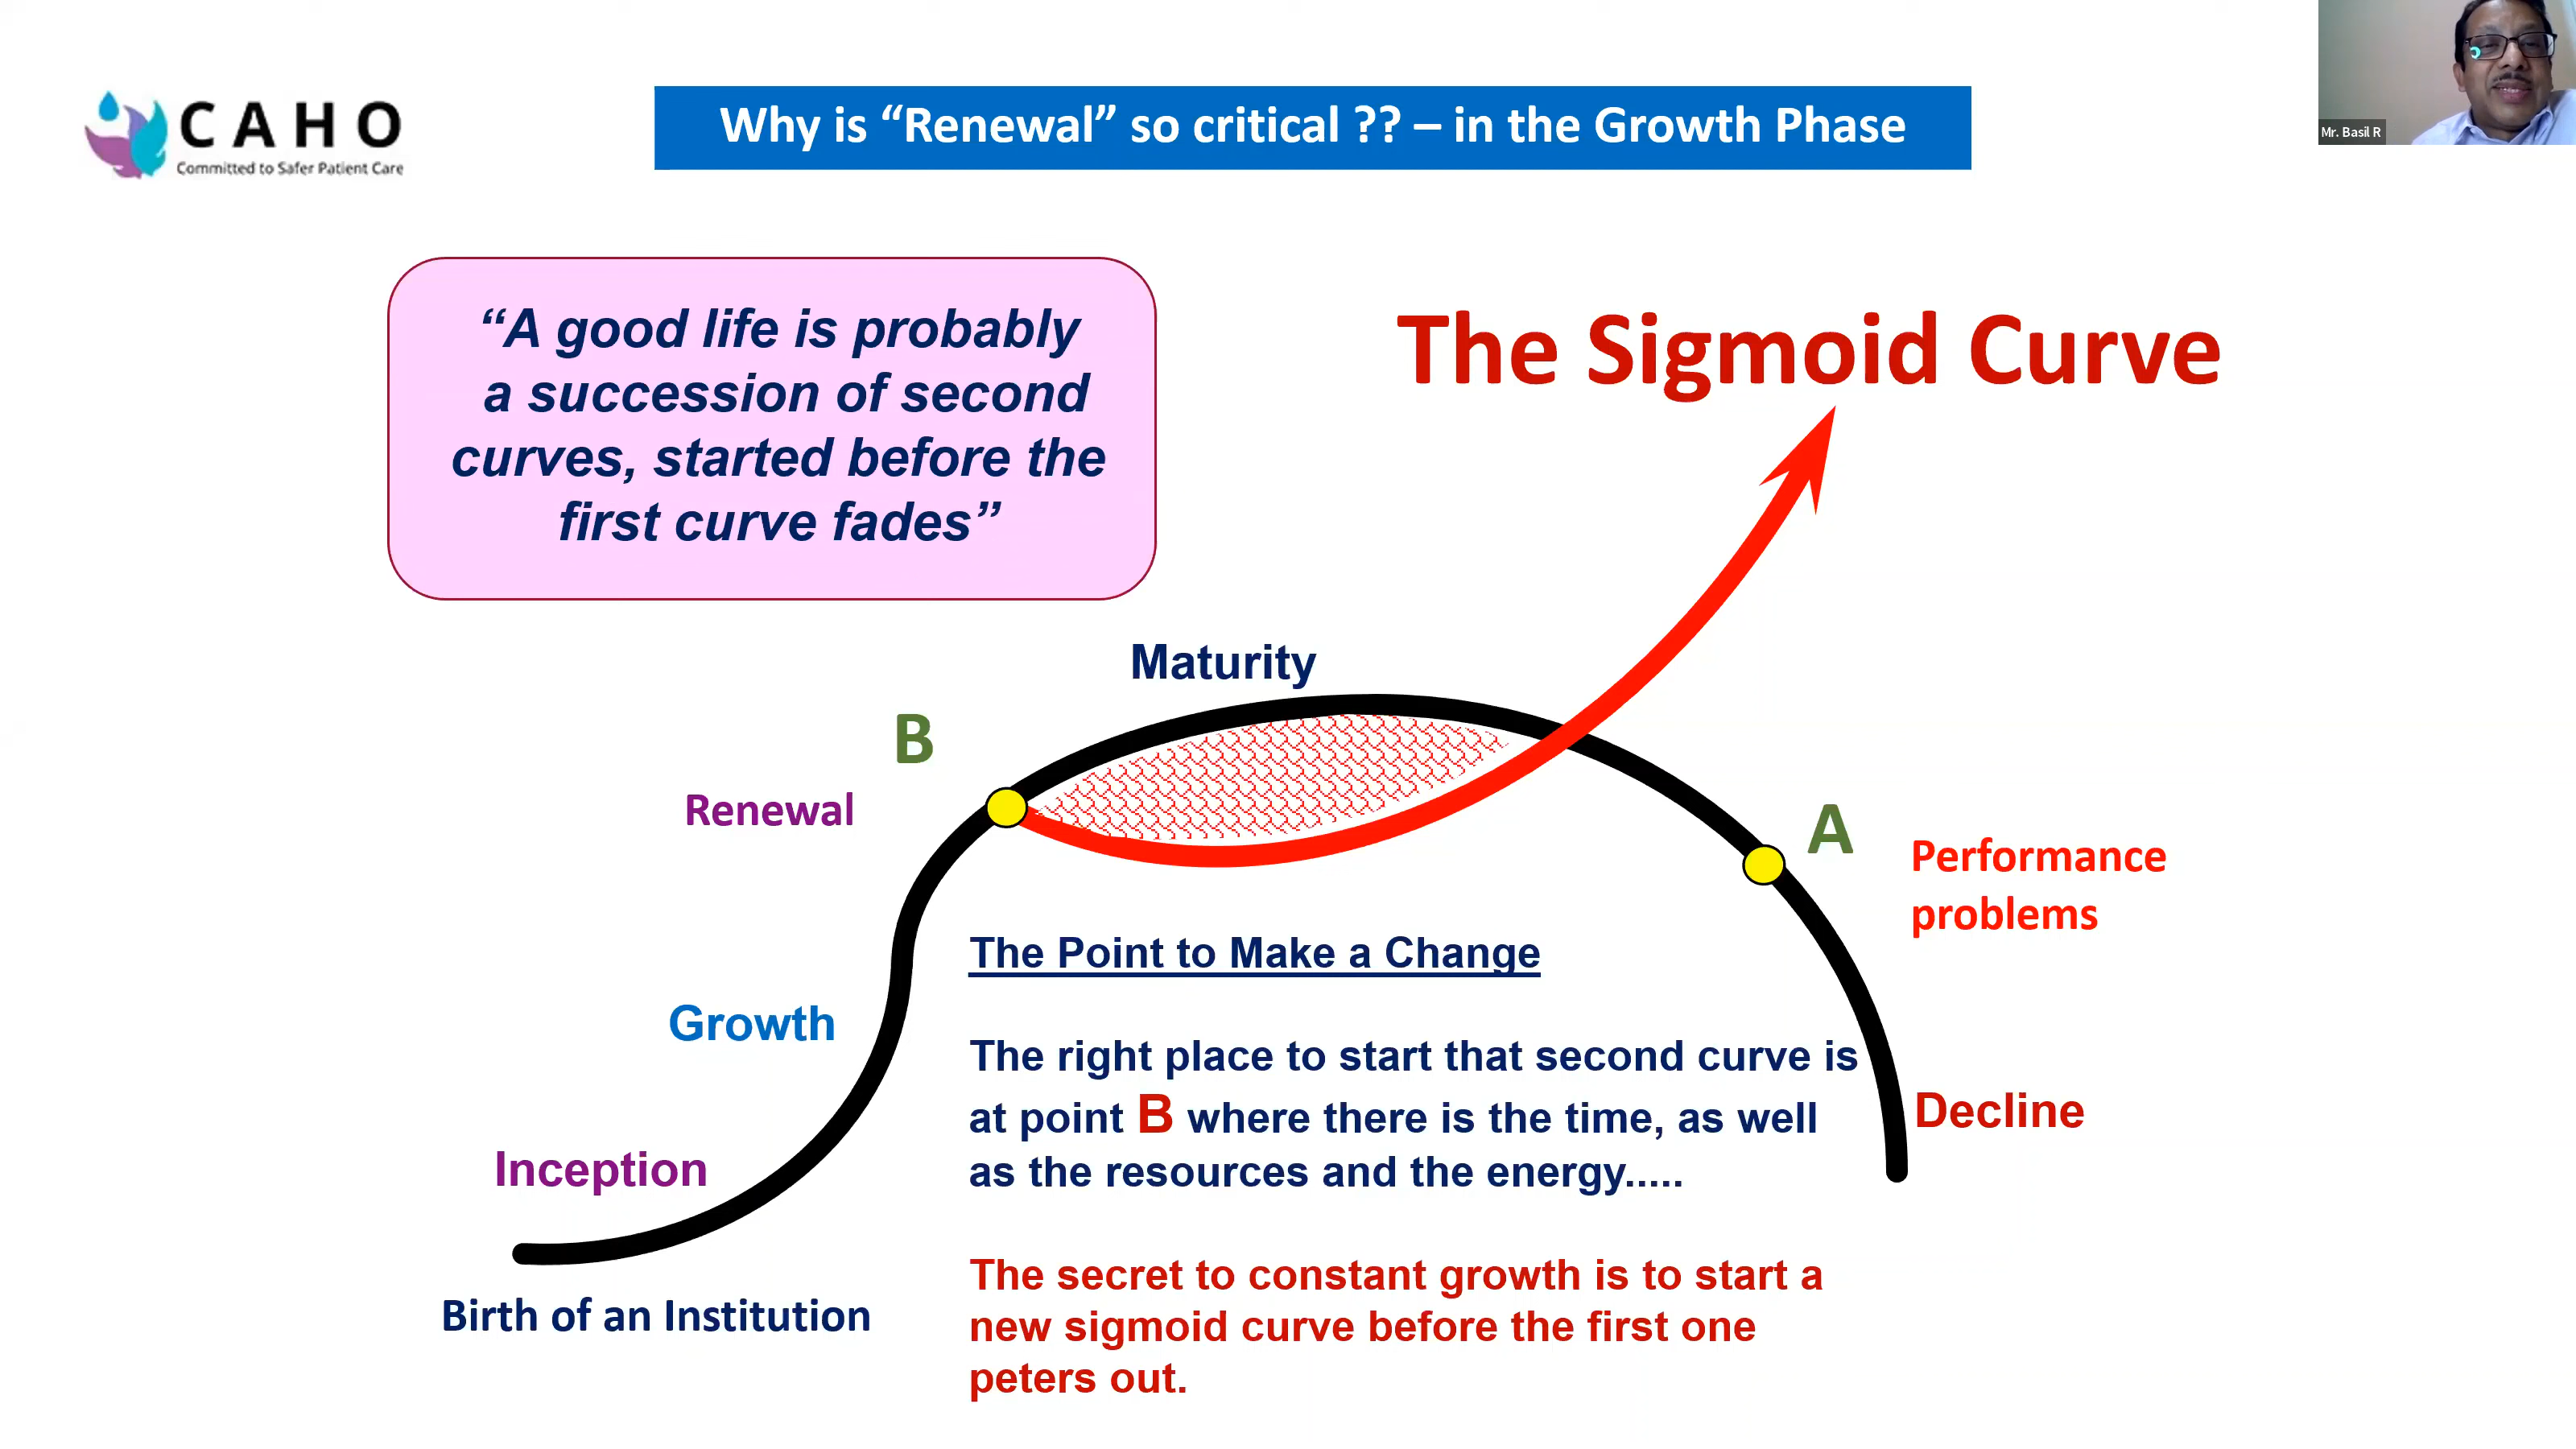 CAHO
Committed to Safer Patient Care
Why is “Renewal” so critical ?? – in the Growth Phase
Mr. Basil R
“A good life is probably
a succession of second
curves, started before the
first curve fades”
The Sigmoid Curve
Maturity
B
Renewal
A
Performance
problems
The Point to Make a Change
Growth
The right place to start that second curve is
at point B where there is the time, as well
as the resources and the energy.....
Decline
Inception
The secret to constant growth is to start a
new sigmoid curve before the first one
peters out.
Birth of an Institution